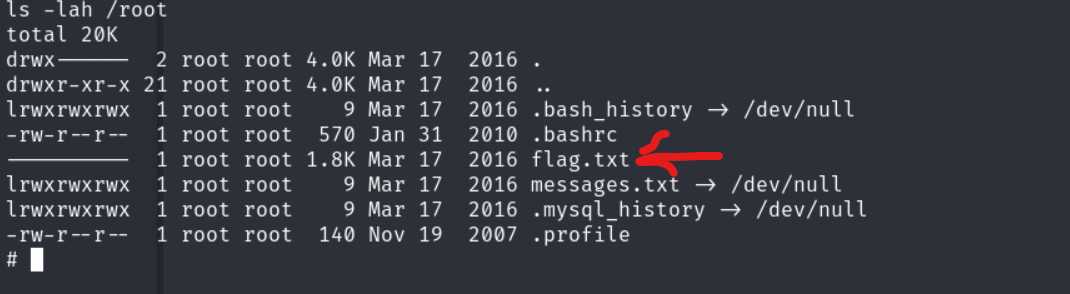 ls -lah /root
total 20K
drwx------  2 root root 4.0K Mar 17  2016 .
drwxr-xr-x 21 root root 4.0K Mar 17  2016 ..
lrwxrwxrwx  1 root root    9 Mar 17  2016 .bash_history -> /dev/null
-rw-r--r--  1 root root  570 Jan 31  2010 .bashrc
----------  1 root root 1.8K Mar 17  2016 flag.txt
lrwxrwxrwx  1 root root    9 Mar 17  2016 messages.txt -> /dev/null
lrwxrwxrwx  1 root root    9 Mar 17  2016 .mysql_history -> /dev/null
-rw-r--r--  1 root root  140 Nov 19  2007 .profile
#